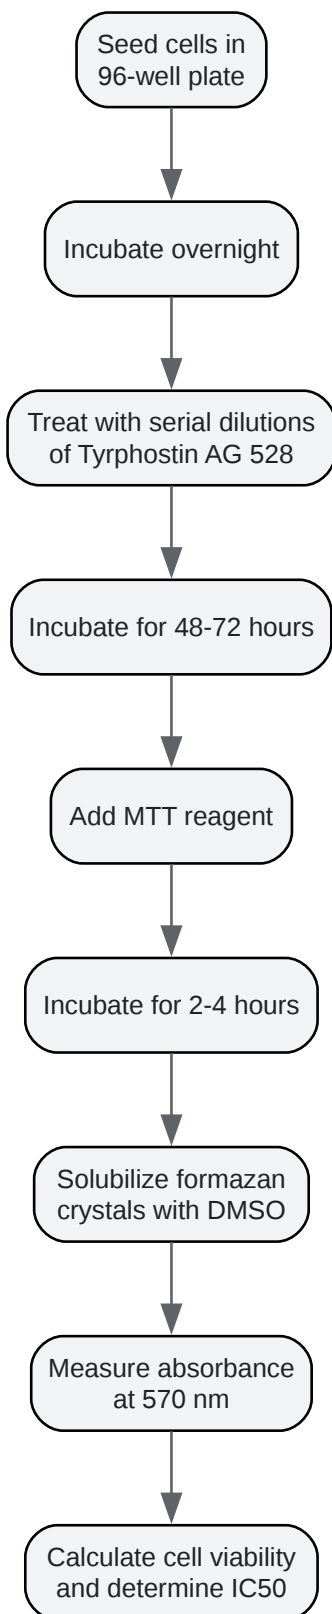 Seed cells in
96-well plate
Incubate overnight
Treat with serial dilutions
of Tyrphostin AG 528
Incubate for 48-72 hours
Add MTT reagent
Incubate for 2-4 hours
Solubilize formazan
crystals with DMSO
Measure absorbance
at 570 nm
Calculate cell viability
and determine IC50